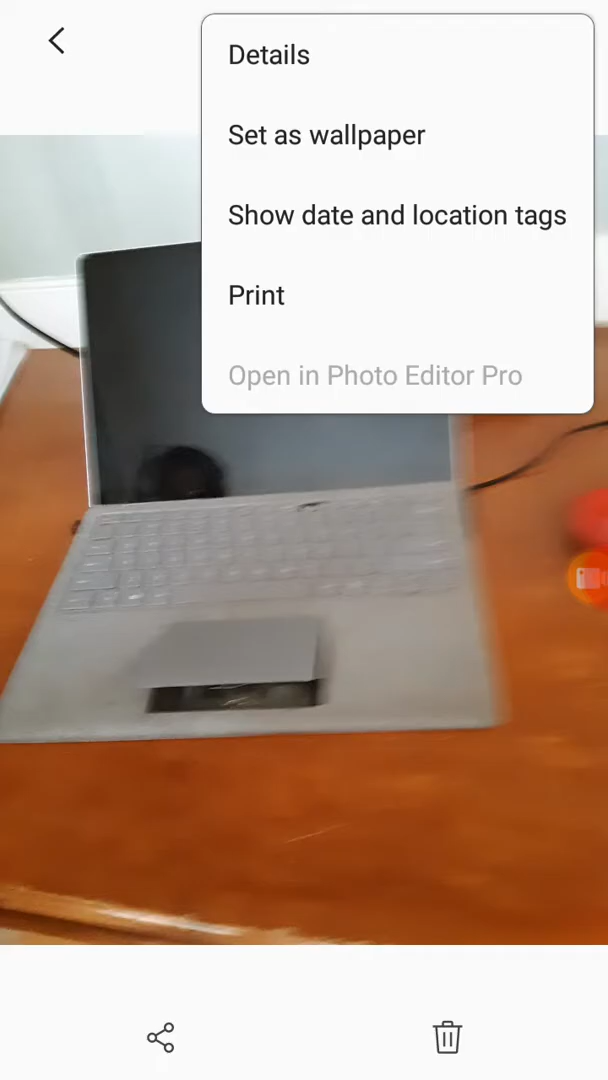 Details
Set as wallpaper
Show date and location tags
Print
Open in Photo Editor Pro